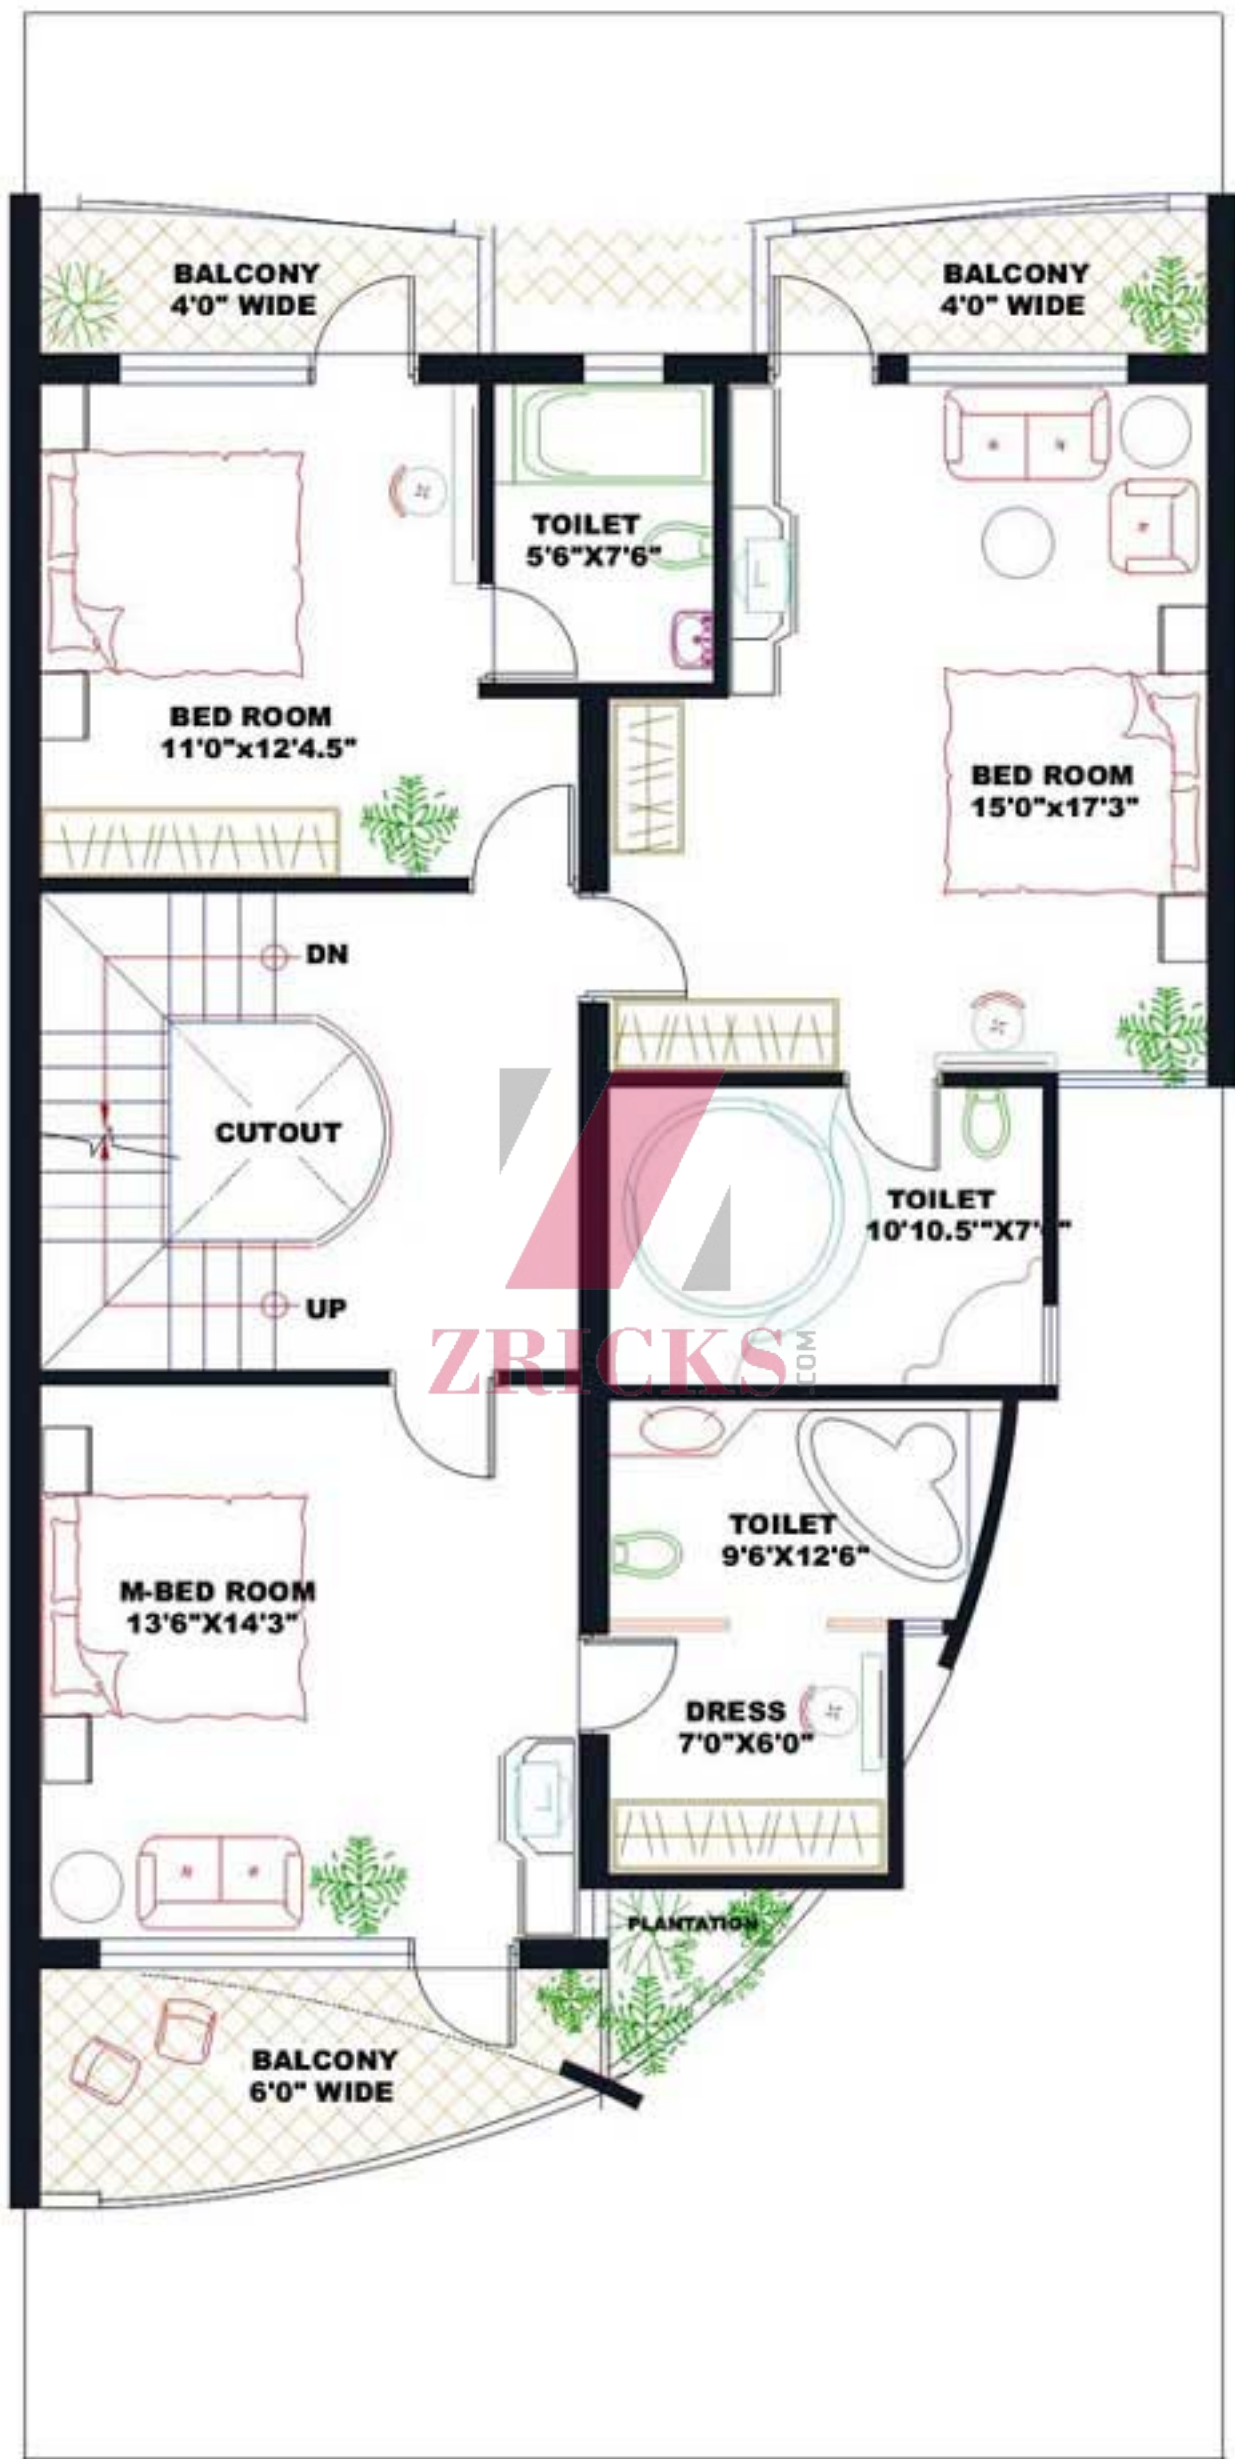 BALCONY
4'0" WIDE
BALCONY
4'0" WIDE
TOILET
5'6"X7'6"
BED ROOM
11'0"x12'4.5"
BED ROOM
15'0"x17'3"
DN
CUTOUT
UP
TOILET
ZRICKS
.COM
TOILET
9'6'X12'6"
M-BED ROOM
13'6"X14'3"
DRESS
7'0"X6'0"
PLANTATION
BALCONY
6'0" WIDE